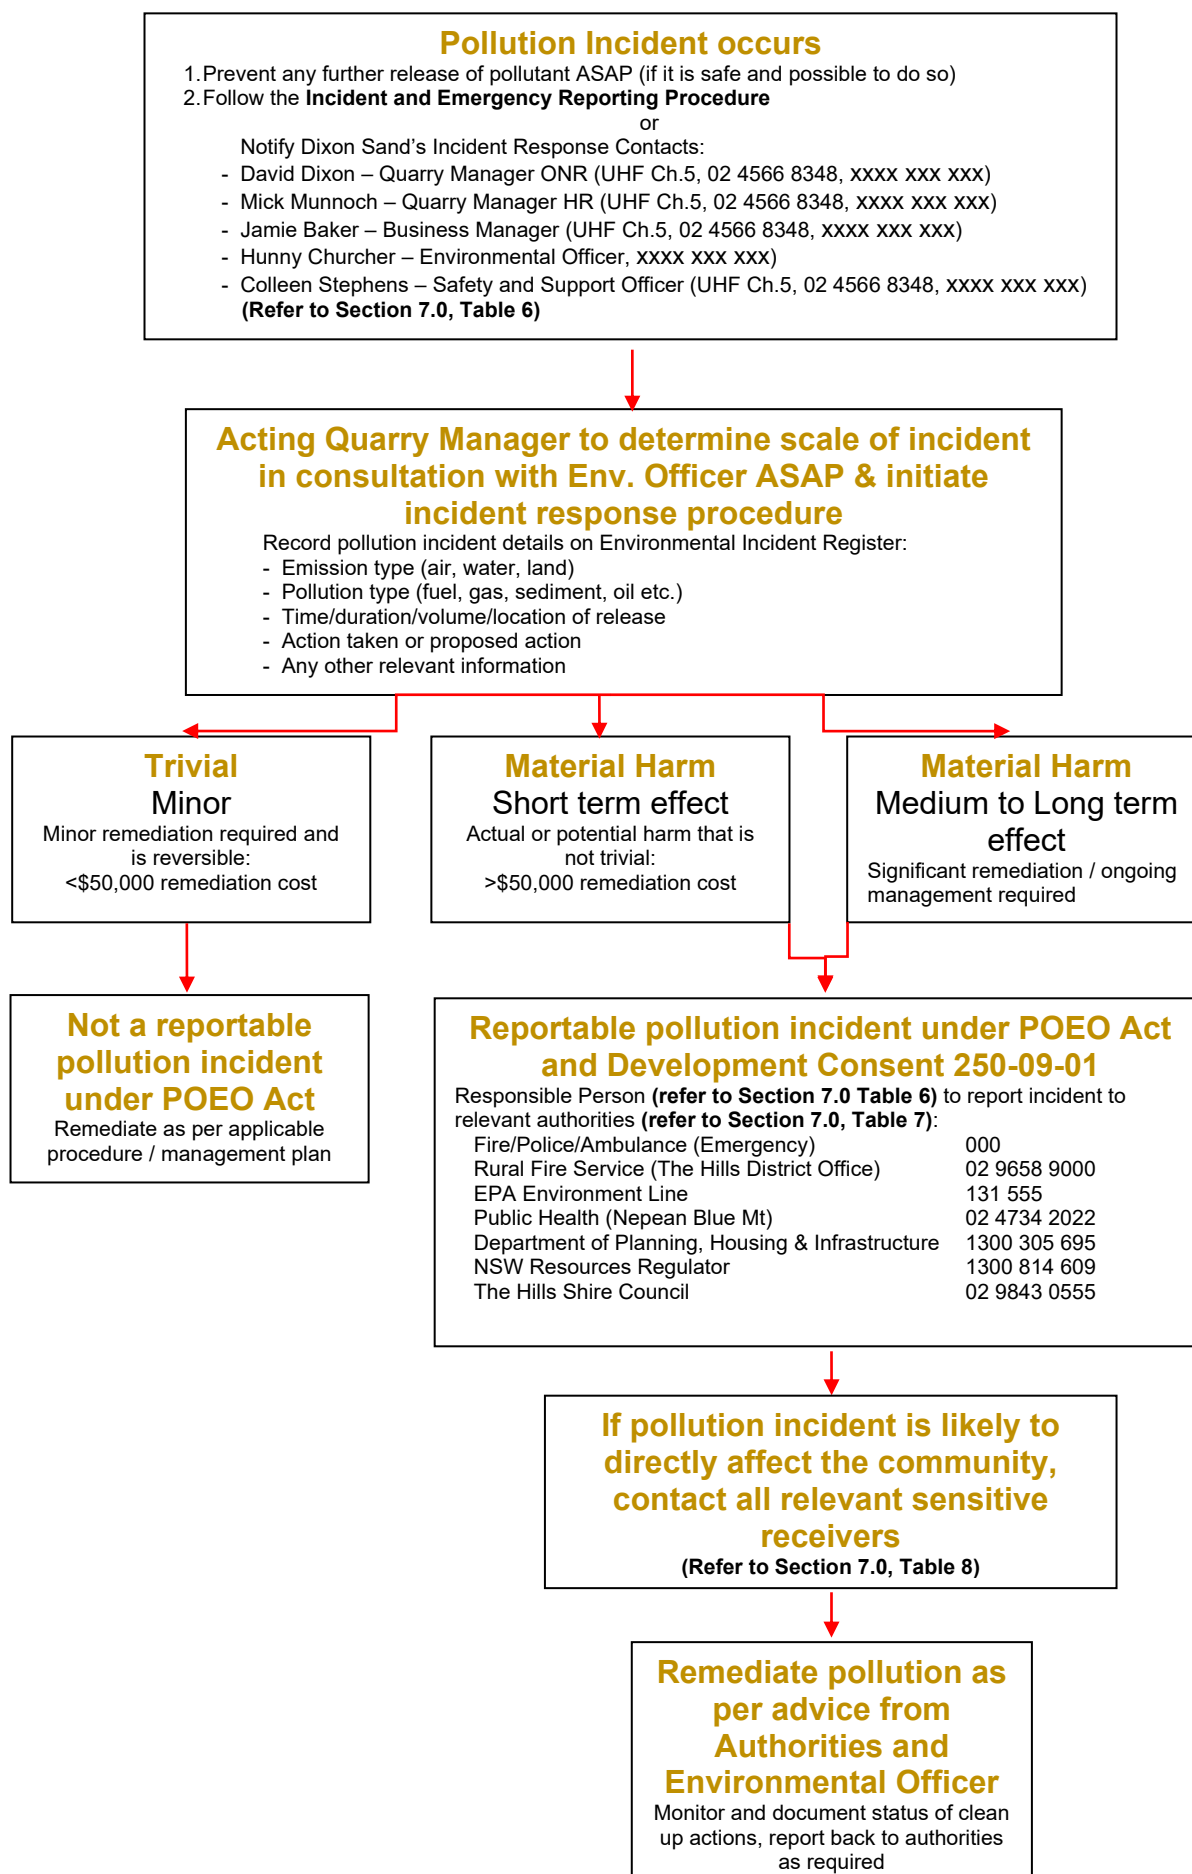 Pollution Incident occurs
1. Prevent any further release of pollutant ASAP (if it is safe and possible to do so)
2. Follow the Incident and Emergency Reporting Procedure
or
Notify Dixon Sand's Incident Response Contacts:
- David Dixon – Quarry Manager ONR (UHF Ch.5, 02 4566 8348, xxxx xxx xxx)
- Mick Munnoch – Quarry Manager HR (UHF Ch.5, 02 4566 8348, xxxx xxx xxx)
- Jamie Baker – Business Manager (UHF Ch.5, 02 4566 8348, xxxx xxx xxx)
- Hunny Churcher – Environmental Officer, xxxx xxx xxx)
- Colleen Stephens – Safety and Support Officer (UHF Ch.5, 02 4566 8348, xxxx xxx xxx)
(Refer to Section 7.0, Table 6)
Acting Quarry Manager to determine scale of incident
in consultation with Env. Officer ASAP & initiate
incident response procedure
Record pollution incident details on Environmental Incident Register:
- Emission type (air, water, land)
- Pollution type (fuel, gas, sediment, oil etc.)
- Time/duration/volume/location of release
- Action taken or proposed action
- Any other relevant information
Trivial
Minor
Minor remediation required and
is reversible:
<$50,000 remediation cost
Material Harm
Short term effect
Actual or potential harm that is
not trivial:
>$50,000 remediation cost
Material Harm
Medium to Long term
effect
Significant remediation / ongoing
management required
Not a reportable
pollution incident
under POEO Act
Remediate as per applicable
procedure / management plan
Reportable pollution incident under POEO Act
and Development Consent 250-09-01
Responsible Person (refer to Section 7.0 Table 6) to report incident to
relevant authorities (refer to Section 7.0, Table 7):
Fire/Police/Ambulance (Emergency) 000
Rural Fire Service (The Hills District Office) 02 9658 9000
EPA Environment Line 131 555
Public Health (Nepean Blue Mt) 02 4734 2022
Department of Planning, Housing & Infrastructure 1300 305 695
NSW Resources Regulator 1300 814 609
The Hills Shire Council 02 9843 0555
If pollution incident is likely to
directly affect the community,
contact all relevant sensitive
receivers
(Refer to Section 7.0, Table 8)
Remediate pollution as
per advice from
Authorities and
Environmental Officer
Monitor and document status of clean
up actions, report back to authorities
as required